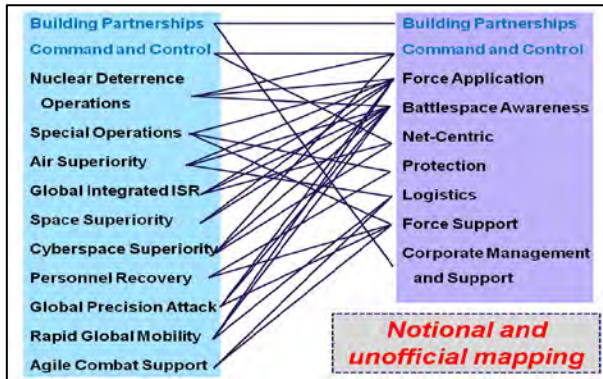 Building Partnerships
Command and Control
Nuclear Deterrence
Operations
Special Operations
Air Superiority
Global Integrated ISR
Space Superiority
Cyberspace Superiority
Personnel Recovery
Global Precision Attack
Rapid Global Mobility
Agile Combat Support
Building Partnerships
Command and Control
Force Application
Battlespace Awareness
Net-Centric
Protection
Logistics
Force Support
Corporate Management
and Support
Notional and
unofficial mapping